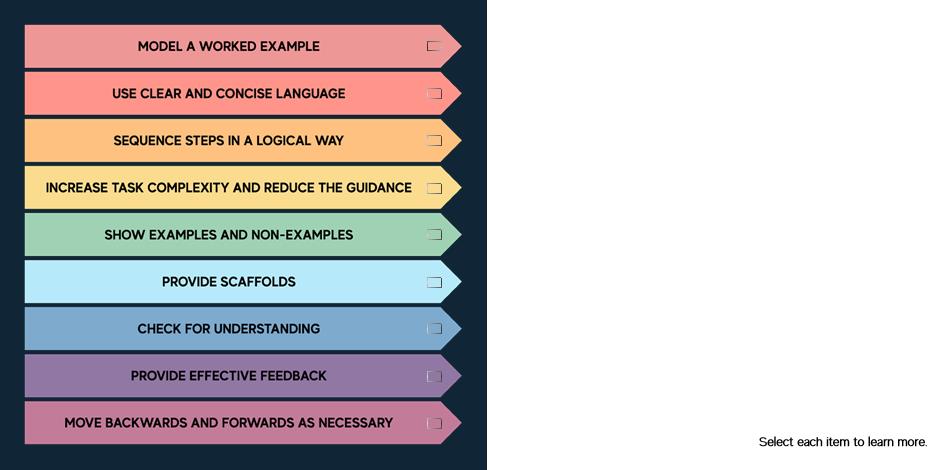 MODEL A WORKED EXAMPLE
USE CLEAR AND CONCISE LANGUAGE
SEQUENCE STEPS IN A LOGICAL WAY
INCREASE TASK COMPLEXITY AND REDUCE THE GUIDANCE
SHOW EXAMPLES AND NON-EXAMPLES
PROVIDE SCAFFOLDS
CHECK FOR UNDERSTANDING
PROVIDE EFFECTIVE FEEDBACK
MOVE BACKWARDS AND FORWARDS AS NECESSARY
Select each item to learn more.